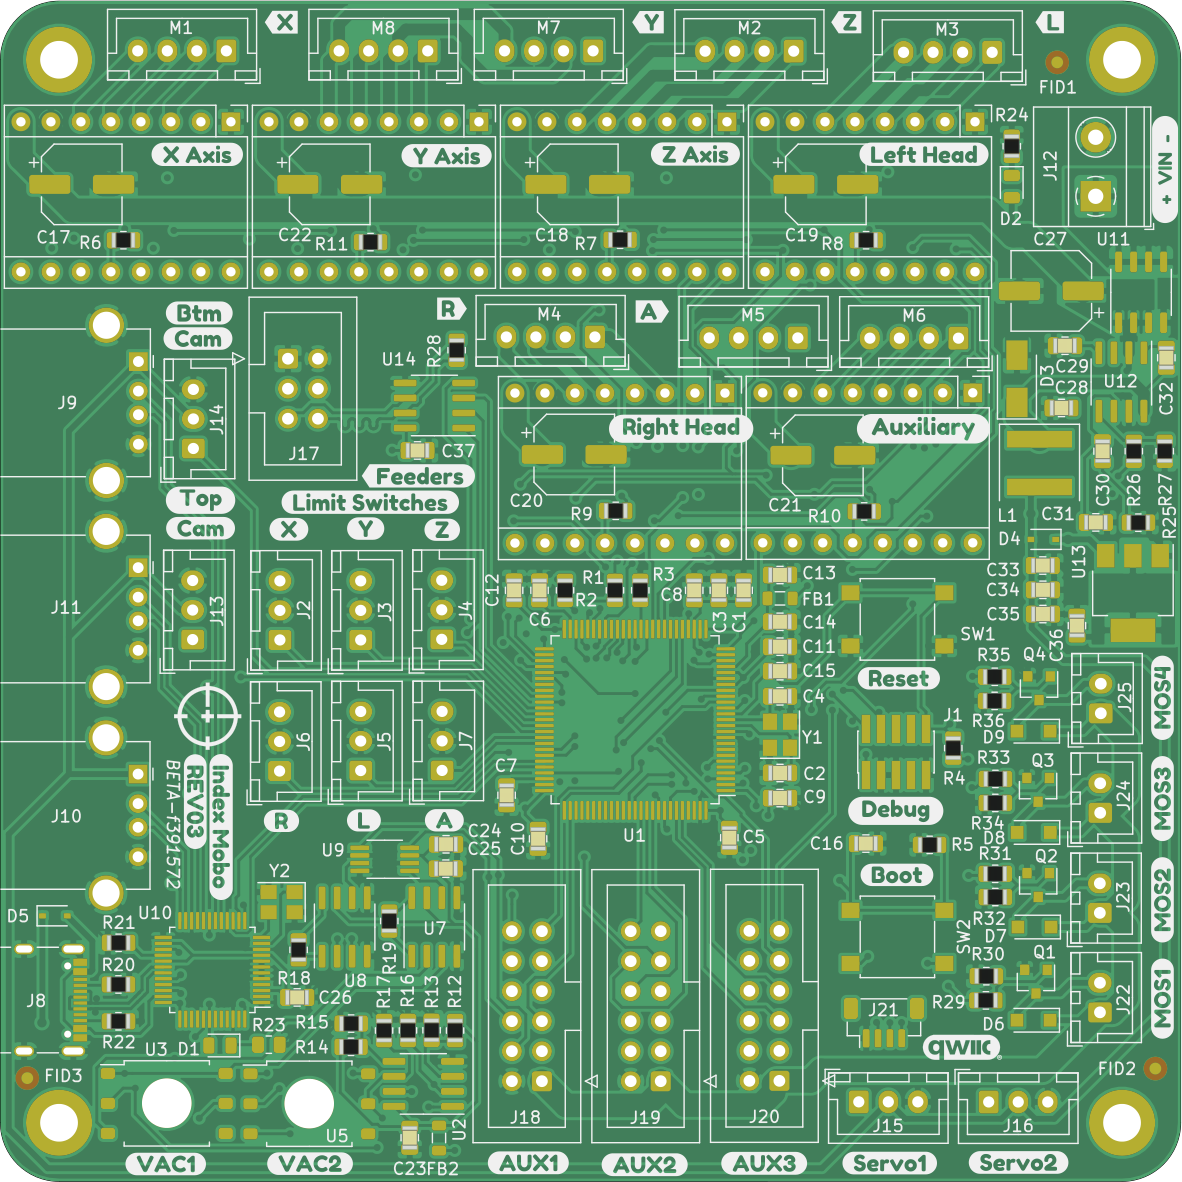 M1
X
M8
M7
Y
M2
Z
M3
L
FID1
R24
J12
+ VIN -
D2
X Axis
Y Axis
Z Axis
Left Head
+
+
+
+
C17
R6
C22
R11
C18
R7
C19
R8
C27
U11
Btm
Cam
R
M4
A
M5
M6
+
J9
J14
J17
U14
R28
C37
Feeders
Right Head
Auxiliary
+
+
C20
R9
C21
R10
D3
C29
C28
U12
C32
C30
R26
R27
C31
R25
L1
D4
U13
C33
C34
C35
C36
Top
Cam
Limit Switches
X
Y
Z
J11
J13
J2
J3
J4
C12
C6
R1
R2
R3
C8
C3
C1
C13
FB1
C14
C11
C15
C4
Y1
C2
C9
SW1
Reset
R35
Q4
R36
D9
J25
MOS4
J1
R4
Debug
R33
Q3
R34
D8
J24
MOS3
J6
J5
J7
R
L
A
C7
C10
U1
C5
J10
BETA-f391572
REV03
Index Mobo
C24
C25
U9
Y2
C16
R5
Boot
R31
Q2
R32
D7
J23
MOS2
D5
R21
U10
R20
J8
R22
R18
C26
U8
R19
U7
R17
R16
R13
R12
R15
R14
SW2
R30
Q1
R29
D6
J22
MOS1
J21
qwiic
U3
D1
R23
FID3
U5
U2
C23
FB2
J18
J19
J20
J15
J16
FID2
VAC1
VAC2
AUX1
AUX2
AUX3
Servo1
Servo2